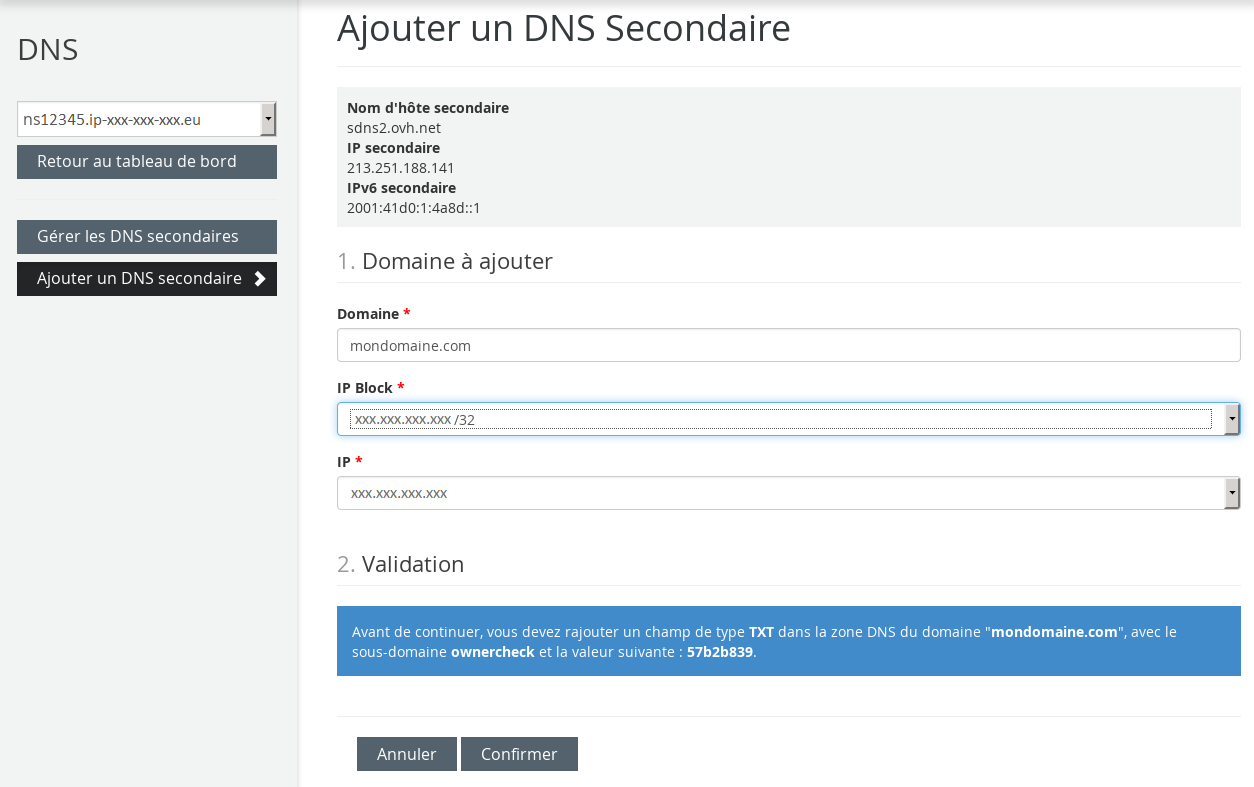 DNS
ns12345.ip-xxx-xxx-xxx.eu
Retour au tableau de bord
Gérer les DNS secondaires
Ajouter un DNS secondaire
Ajouter un DNS Secondaire
Nom d'hôte secondaire
sdns2.ovh.net
IP secondaire
213.251.188.141
IPv6 secondaire
2001:41d0:1:4a8d::1
1. Domaine à ajouter
Domaine *
mondomaine.com
IP Block *
xxx.xxx.xxx.xxx /32
IP *
xxx.xxx.xxx.xxx
2. Validation
Avant de continuer, vous devez rajouter un champ de type TXT dans la zone DNS du domaine "mondomaine.com", avec le
sous-domaine ownercheck et la valeur suivante : 57b2b839.
Annuler
Confirmer